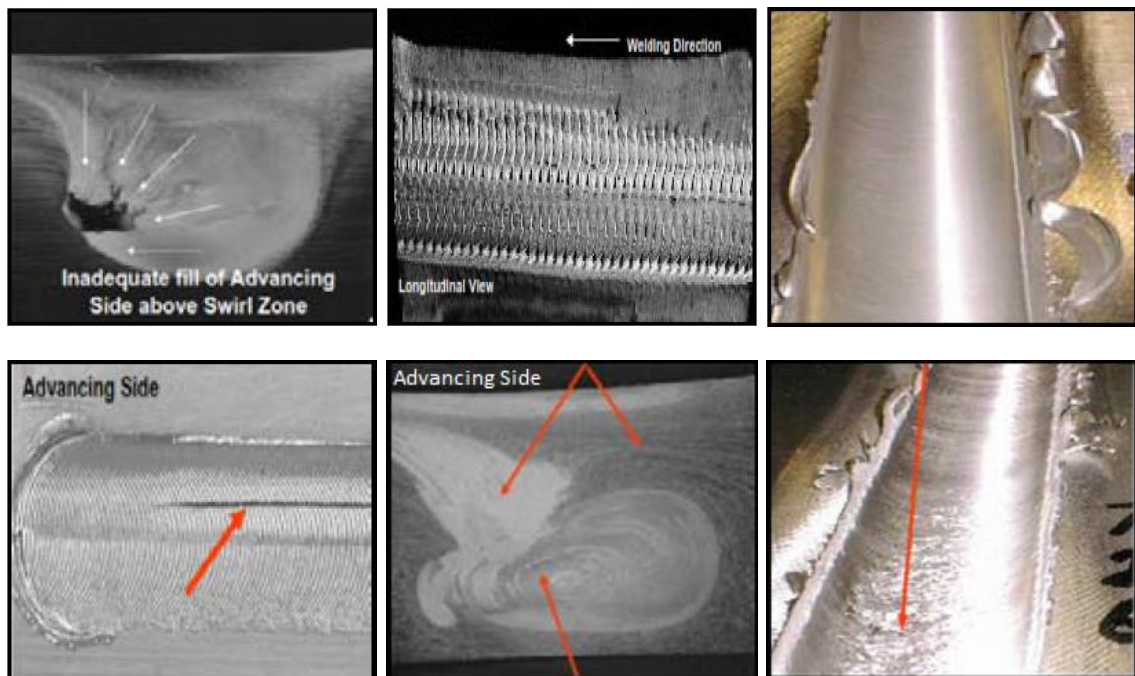 Welding Direction
Longitudinal View
Inadequate fill of Advancing
Side above Swirl Zone
Advancing Side
Advancing Side